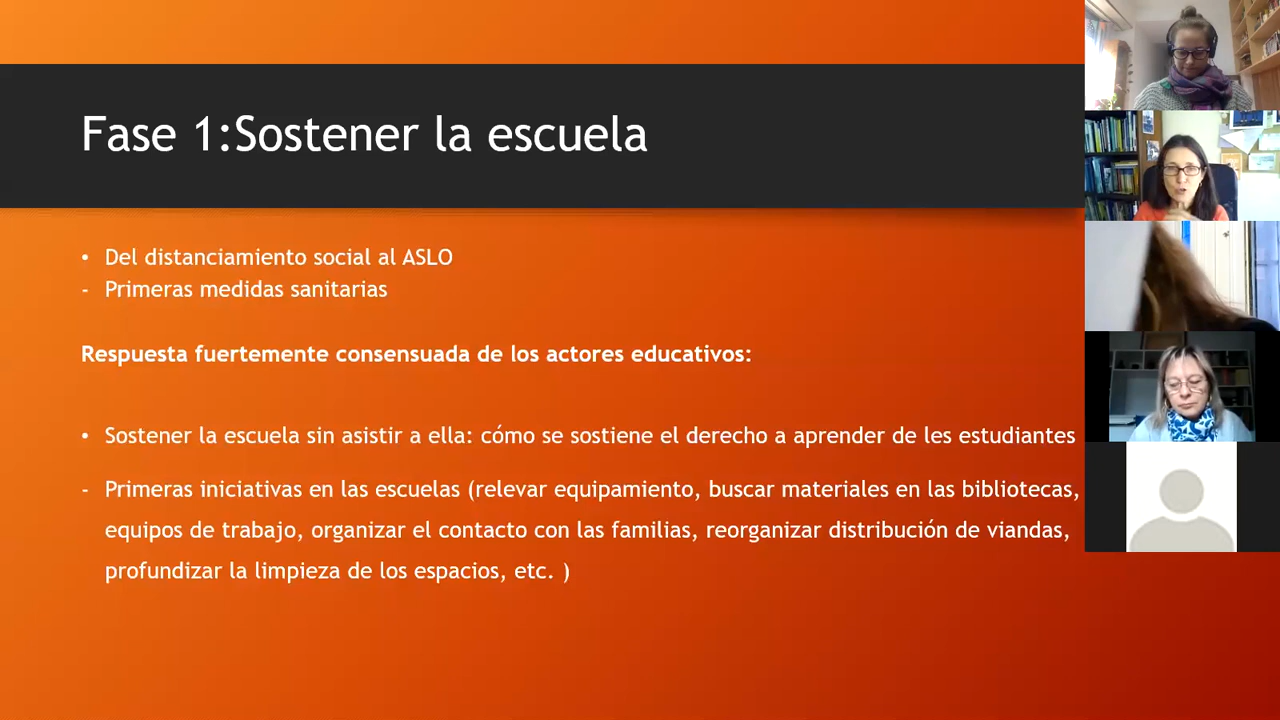 Fase 1:Sostener la escuela
• Del distanciamiento social al ASLO
- Primeras medidas sanitarias
Respuesta fuertemente consensuada de los actores educativos:
• Sostener la escuela sin asistir a ella: cómo se sostiene el derecho a aprender de les estudiantes
- Primeras iniciativas en las escuelas (relevar equipamiento, buscar materiales en las bibliotecas,
equipos de trabajo, organizar el contacto con las familias, reorganizar distribución de viandas,
profundizar la limpieza de los espacios, etc. )